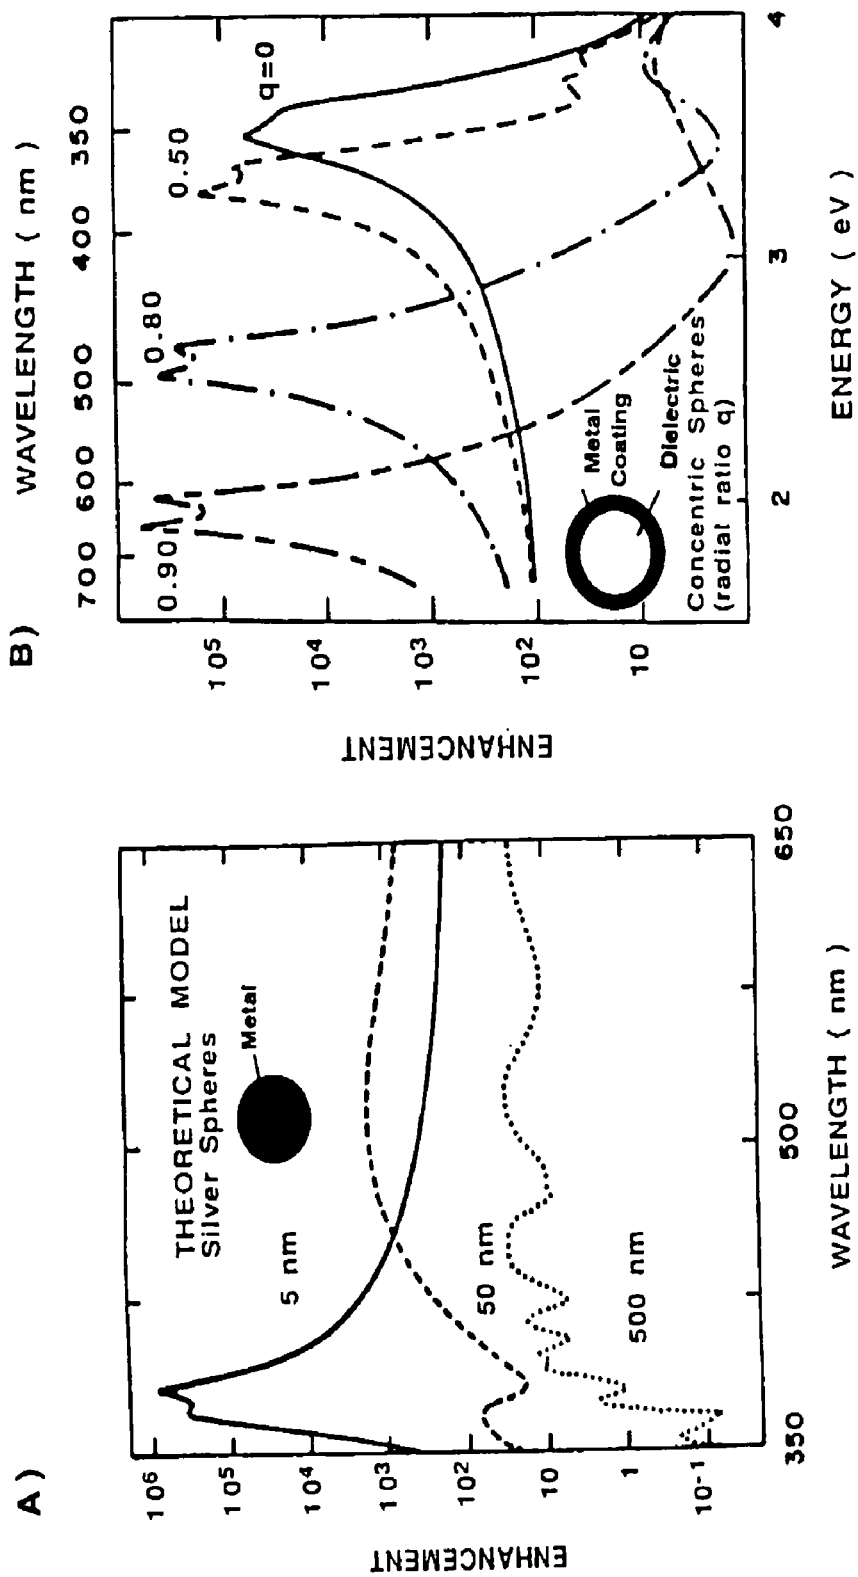 A)
THEORETICAL MODEL
Silver Spheres
Metal
5 nm
50 nm
500 nm
10⁶
10⁵
10⁴
10³
10²
10
1
10⁻¹
ENHANCEMENT
350
500
650
WAVELENGTH ( nm )
B)
WAVELENGTH ( nm )
700
600
500
400
350
0.90
0.80
0.50
q=0
10⁵
10⁴
10³
10²
10
ENHANCEMENT
Metal
Coating
Dielectric
Concentric Spheres
(radial ratio q)
2
3
4
ENERGY ( eV )